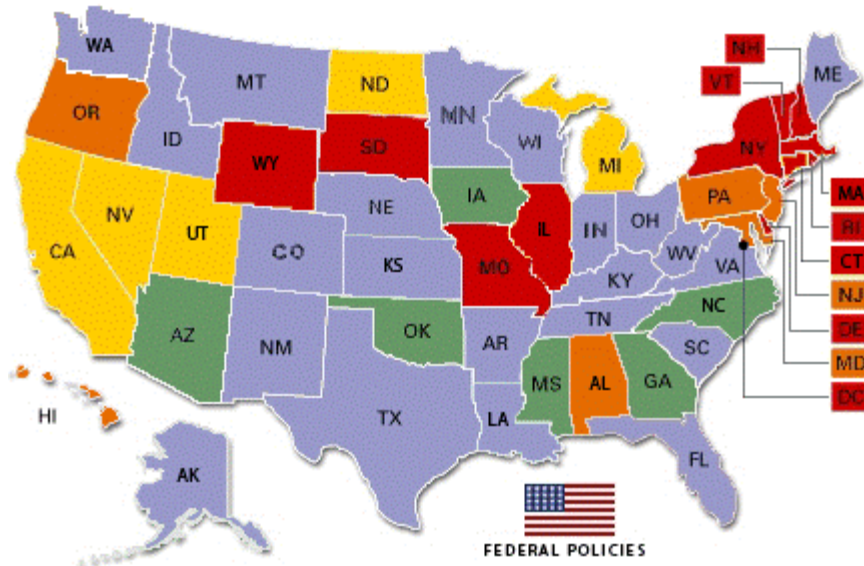 NH
WA
VT
ME
MT
ND
MN
OR
ID
WI
SD
NY
WY
MI
IA
PA
MA
NE
RI
NV
UT
IL
IN
OH
CA
CO
WV
CT
KS
MO
VA
KY
NJ
NC
TN
DE
AZ
OK
NM
AR
SC
MD
MS
AL
GA
DC
HI
TX
LA
FL
AK
FEDERAL POLICIES